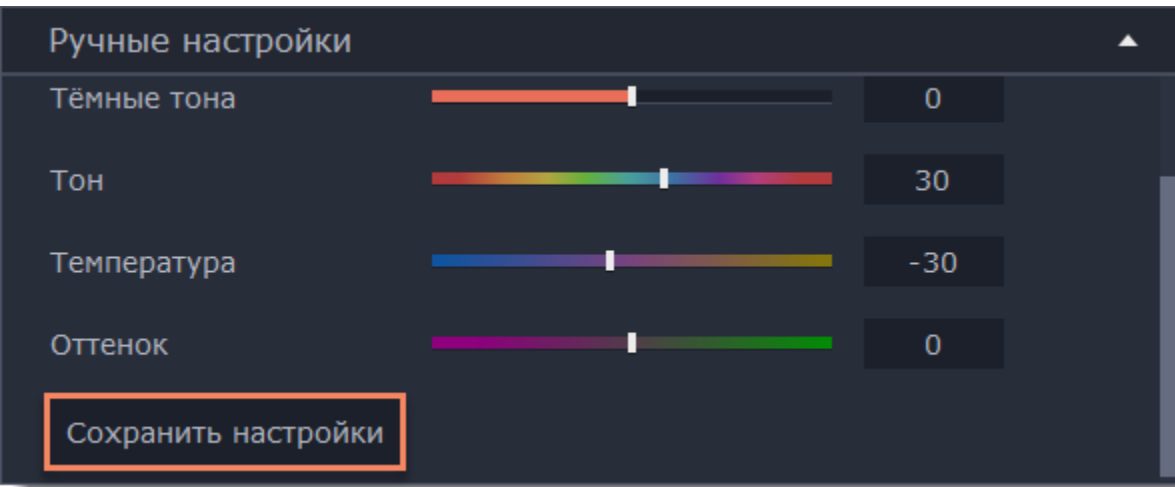 Ручные настройки
Тёмные тона 0
Тон 30
Температура -30
Оттенок 0
Сохранить настройки